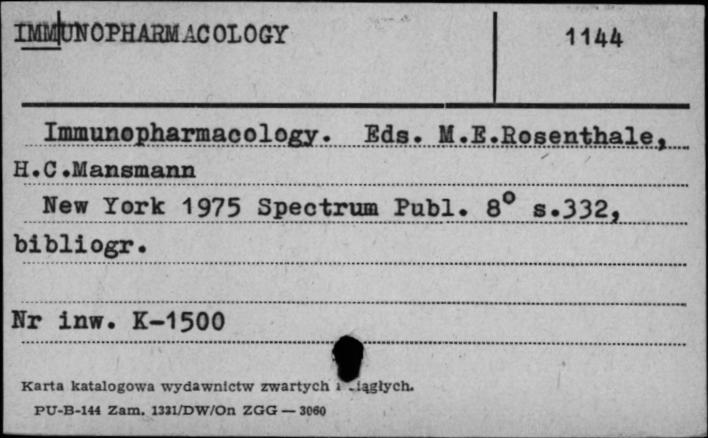 IMMUNOPHARMACOLOGY 1144
Immunopharmacology. Eds. M.E.Rosenthale,
H.C.Mansmann
New York 1975 Spectrum Publ. 8° s.332,
bibliogr.
Nr inw. K-1500
Karta katalogowa wydawnictw zwartych i
PU-B-144 Zam. 1331/DW/On ZGG — 3060